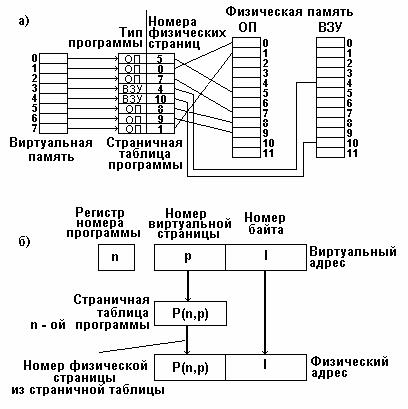 а)
Тип программы
Номера физических страниц
Физическая память
ОП
ВЗУ
0 ОП 5
1 ОП 0
2 ОП 7
3 ВЗУ 4
4 ВЗУ 10
5 ОП 8
6 ОП 9
7 ОП 1
0 0
1 1
2 2
3 3
4 4
5 5
6 6
7 7
8 8
9 9
10 10
11 11
Виртуальная память
Страничная таблица программы
б)
Регистр номера программы
Номер виртуальной страницы
Номер байта
n
p
l
Виртуальный адрес
Страничная таблица
n - ой программы
P(n,p)
Номер физической страницы
из страничной таблицы
P(n,p)
l
Физический адрес